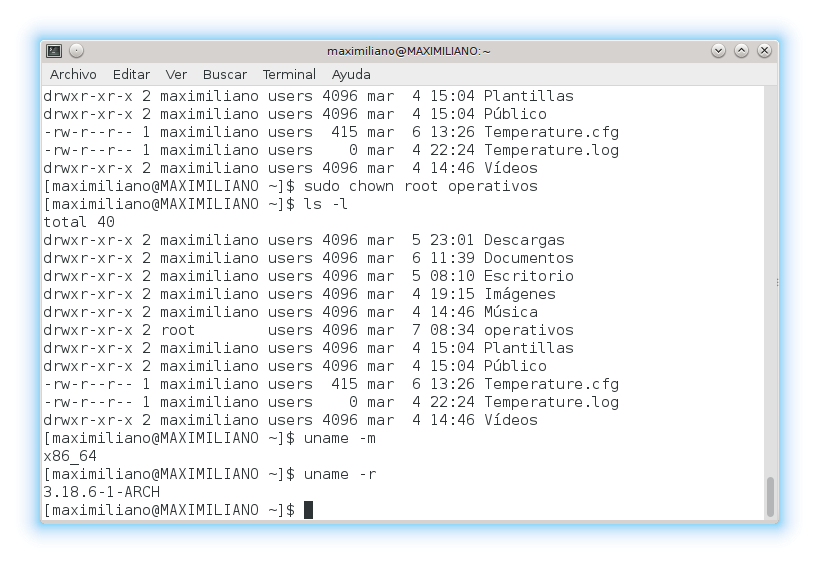 maximiliano@MAXIMILIANO:~
Archivo Editar Ver Buscar Terminal Ayuda
drwxr-xr-x 2 maximiliano users 4096 mar  4 15:04 Plantillas
drwxr-xr-x 2 maximiliano users 4096 mar  4 15:04 Público
-rw-r--r-- 1 maximiliano users  415 mar  6 13:26 Temperature.cfg
-rw-r--r-- 1 maximiliano users    0 mar  4 22:24 Temperature.log
drwxr-xr-x 2 maximiliano users 4096 mar  4 14:46 Vídeos
[maximiliano@MAXIMILIANO ~]$ sudo chown root operativos
[maximiliano@MAXIMILIANO ~]$ ls -l
total 40
drwxr-xr-x 2 maximiliano users 4096 mar  5 23:01 Descargas
drwxr-xr-x 2 maximiliano users 4096 mar  6 11:39 Documentos
drwxr-xr-x 2 maximiliano users 4096 mar  5 08:10 Escritorio
drwxr-xr-x 2 maximiliano users 4096 mar  4 19:15 Imágenes
drwxr-xr-x 2 maximiliano users 4096 mar  4 14:46 Música
drwxr-xr-x 2 root        users 4096 mar  7 08:34 operativos
drwxr-xr-x 2 maximiliano users 4096 mar  4 15:04 Plantillas
drwxr-xr-x 2 maximiliano users 4096 mar  4 15:04 Público
-rw-r--r-- 1 maximiliano users  415 mar  6 13:26 Temperature.cfg
-rw-r--r-- 1 maximiliano users    0 mar  4 22:24 Temperature.log
drwxr-xr-x 2 maximiliano users 4096 mar  4 14:46 Vídeos
[maximiliano@MAXIMILIANO ~]$ uname -m
x86_64
[maximiliano@MAXIMILIANO ~]$ uname -r
3.18.6-1-ARCH
[maximiliano@MAXIMILIANO ~]$